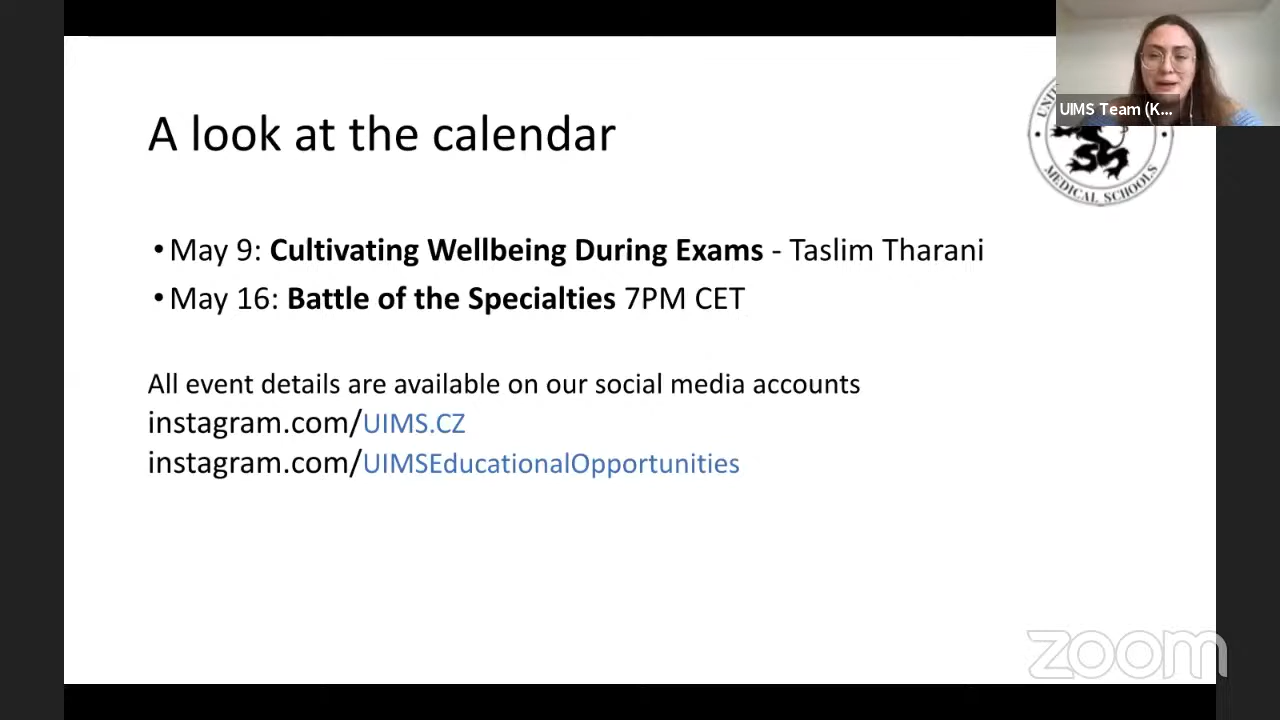 A look at the calendar
UIMS Team (K...
MEDICAL SCHOOLS
• May 9: Cultivating Wellbeing During Exams - Taslim Tharani
• May 16: Battle of the Specialties 7PM CET
All event details are available on our social media accounts
instagram.com/UIMS.CZ
instagram.com/UIMSEducationalOpportunities
zoom